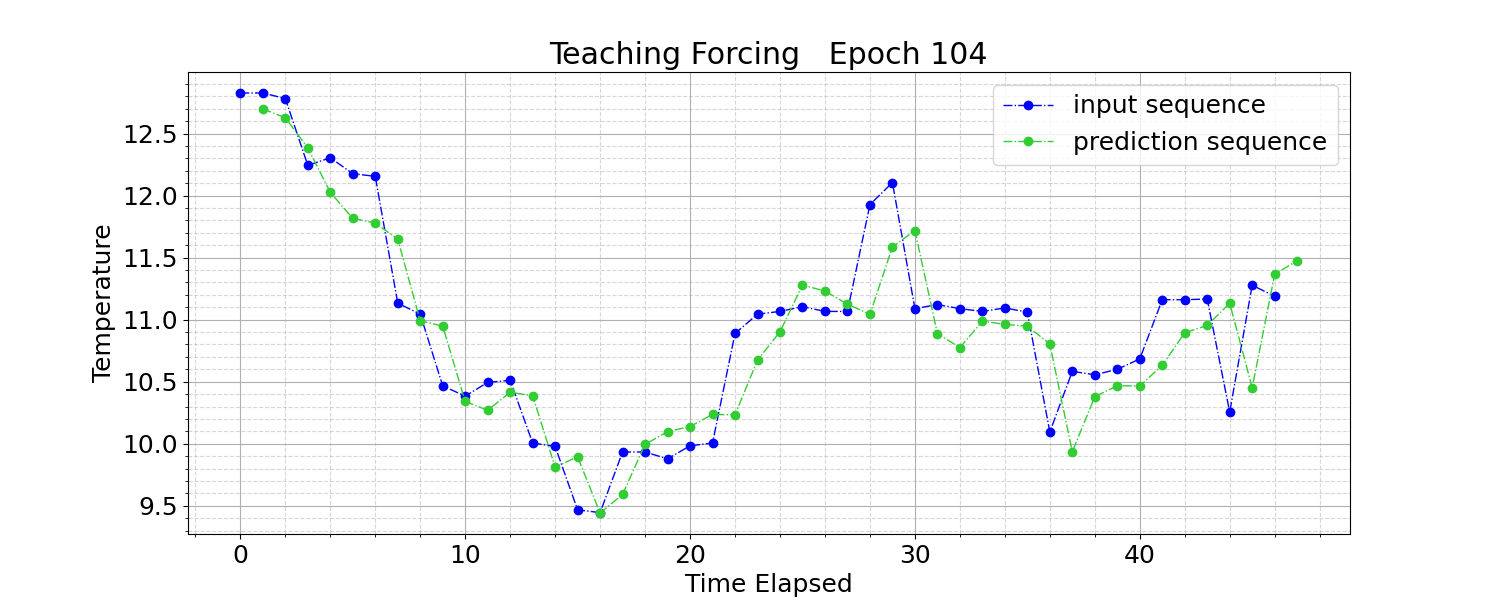 Teaching Forcing   Epoch 104
input sequence
prediction sequence
Temperature
12.5
12.0
11.5
11.0
10.5
10.0
9.5
0 10 20 30 40
Time Elapsed